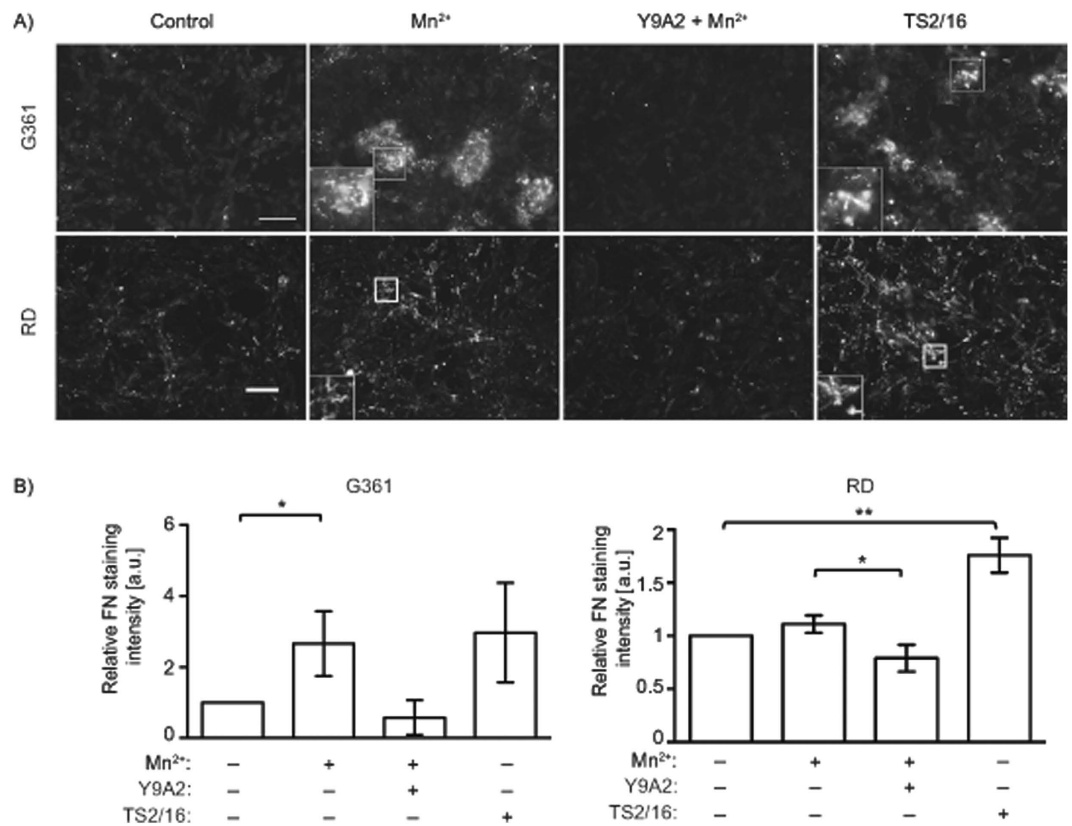 A) Control Mn²⁺ Y9A2 + Mn²⁺ TS2/16
G361
RD
B) G361 RD
* ** *
Relative FN staining
intensity [a.u.]
6
4
2
0
Relative FN staining
intensity [a.u.]
2
1.5
1
0.5
0
Mn²⁺: – + + –
Y9A2: – – + –
TS2/16: – – – +
Mn²⁺: – + + –
Y9A2: – – + –
TS2/16: – – – +